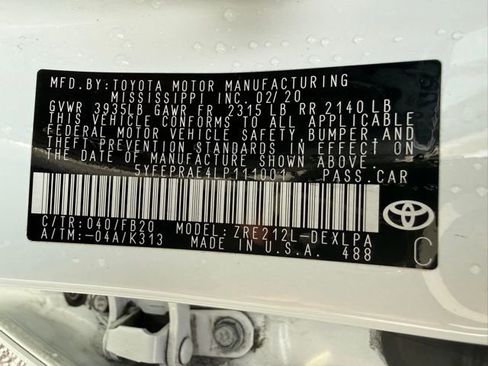 MFD.BY:TOYOTA MOTOR MANUFACTURING
MISSISSIPPI INC. 02/20
GVWR 3935LB GAWR FR 2315 LB RR 2140 LB
THIS VEHICLE CONFORMS TO ALL APPLICABLE
FEDERAL MOTOR VEHICLE SAFETY, BUMPER, AND
THEFT PREVENTION STANDARDS IN EFFECT ON
THE DATE OF MANUFACTURE SHOWN ABOVE.
5YFEPRAE4LP111001 PASS.CAR
C/TR:040/FB20 MODEL:ZRE212L-DEXLPA
A/TM:-04A/K313 MADE IN U.S.A.
488
C